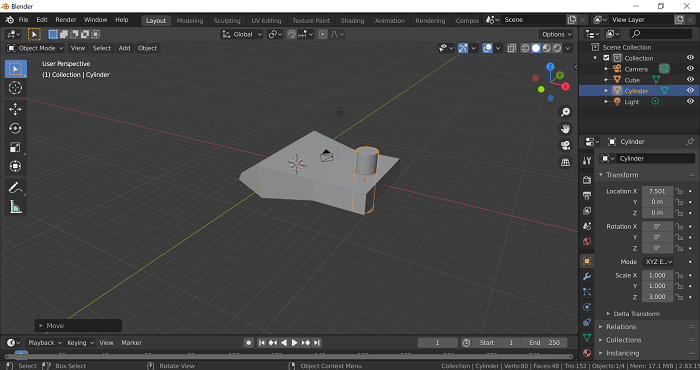 Blender
File Edit Render Window Help Layout Modeling Sculpting UV Editing Texture Paint Shading Animation Rendering Compos Scene View Layer
Global Options
Object Mode View Select Add Object
User Perspective
(1) Collection | Cylinder
Scene Collection
Collection
Camera
Cube
Cylinder
Light
X
Y
Z
Cylinder
Cylinder
Transform
Location X 7.501
Y 0 m
Z 0 m
Rotation X 0°
Y 0°
Z 0°
Mode XYZ E...
Scale X 1.000
Y 1.000
Z 3.000
Delta Transform
Relations
Collections
Instancing
Move
Playback Keying View Marker 1 Start 1 End 250
Select Box Select Rotate View Object Context Menu Collection | Cylinder | Verts:80 | Faces:48 | Tris:152 | Objects:1/4 | Mem: 17.1 MiB | 2.83.15